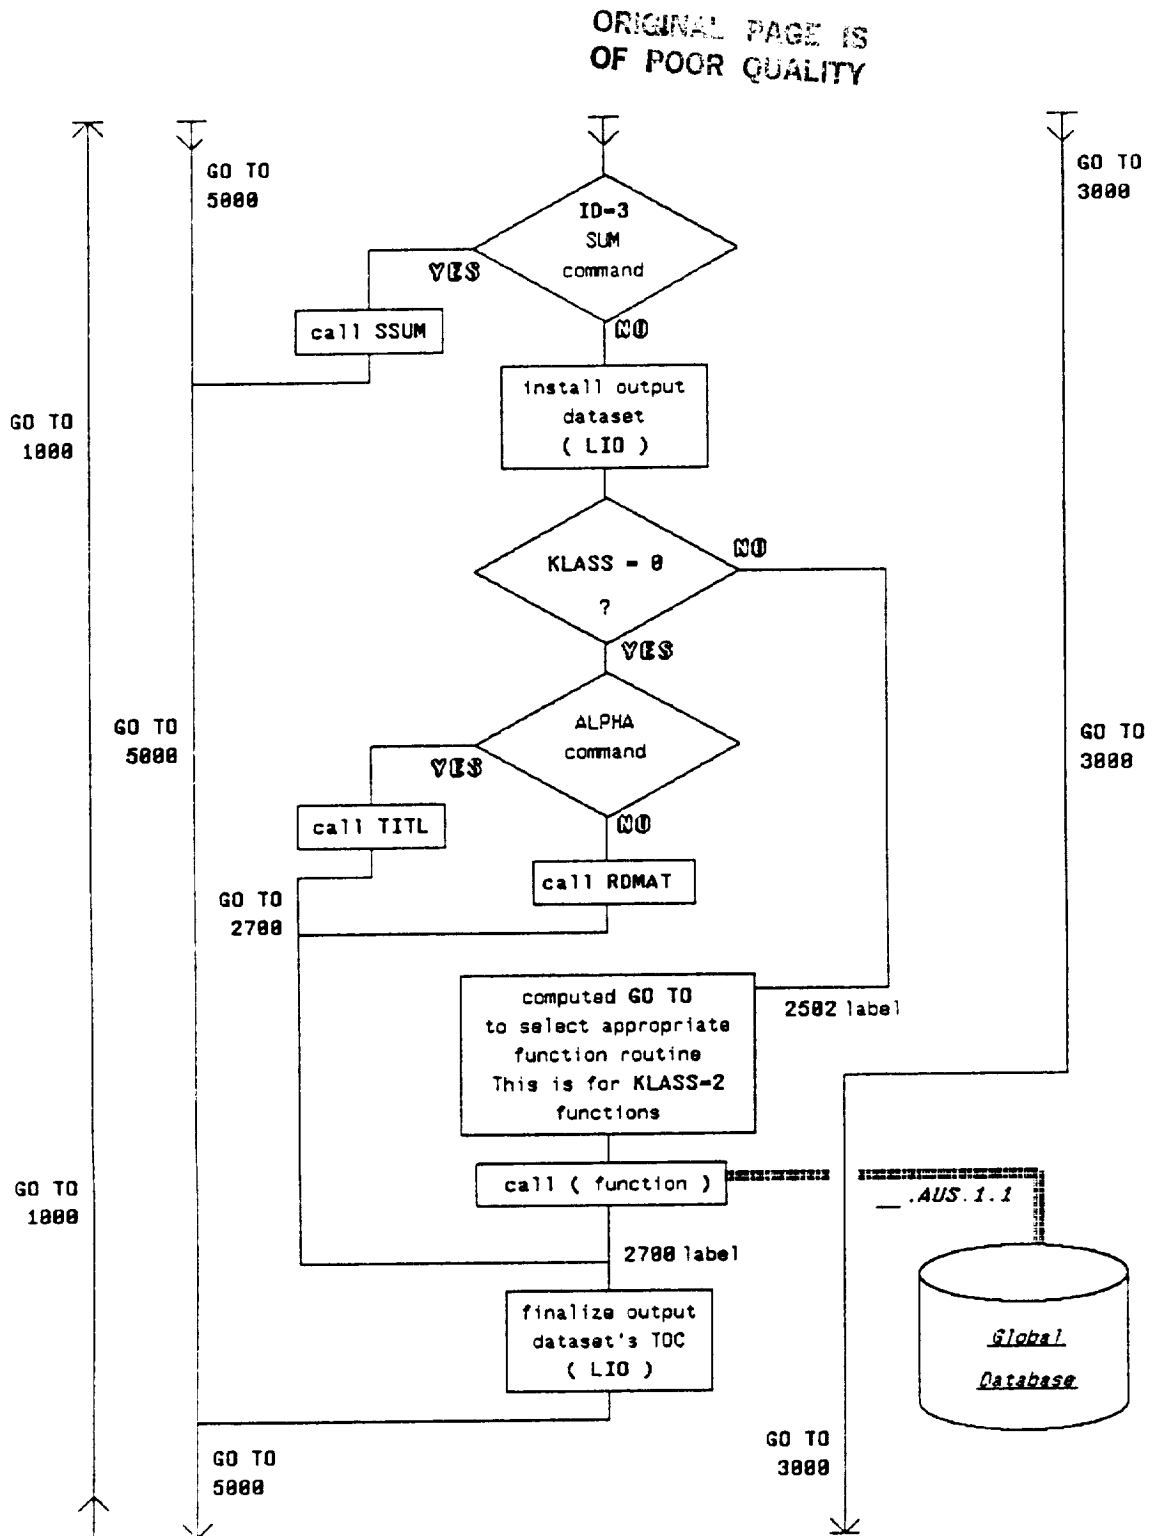 ORIGINAL PAGE IS
OF POOR QUALITY
GO TO
5000
GO TO
3000
ID=3
SUM
command
YES
call SSUM
NO
install output
dataset
( LIO )
GO TO
1000
KLASS = 0
?
NO
YES
GO TO
5000
ALPHA
command
GO TO
3000
YES
call TITL
NO
call RDMAT
GO TO
2700
computed GO TO
to select appropriate
function routine
This is for KLASS=2
functions
2502 label
call ( function )
__.AUS.1.1
GO TO
1000
2700 label
finalize output
dataset's TOC
( LIO )
Global
Database
GO TO
5000
GO TO
3000